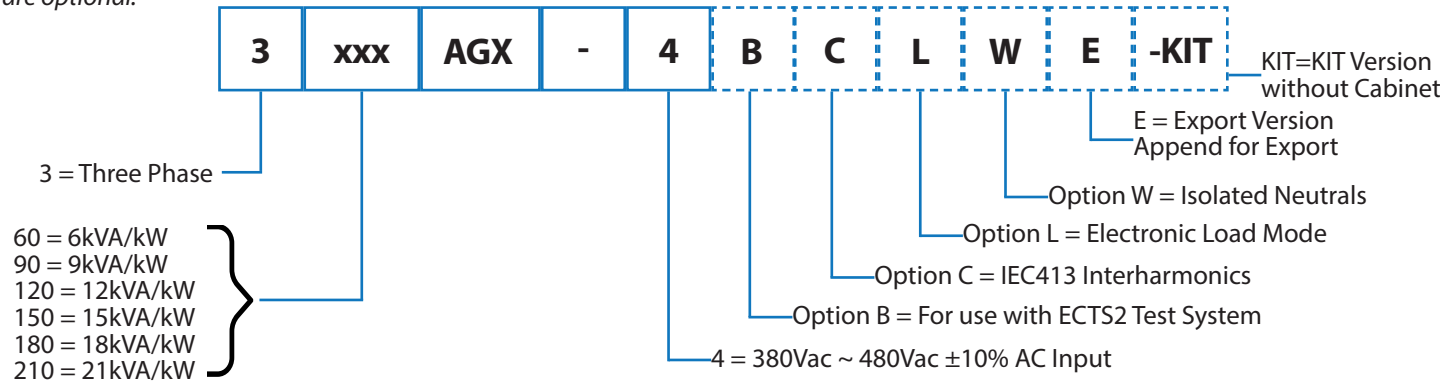 are optional.
3 xxx AGX - 4 B C L W E -KIT
KIT=KIT Version
without Cabinet
E = Export Version
Append for Export
3 = Three Phase
Option W = Isolated Neutrals
60 = 6kVA/kW
Option L = Electronic Load Mode
90 = 9kVA/kW
Option C = IEC413 Interharmonics
120 = 12kVA/kW
150 = 15kVA/kW
Option B = For use with ECTS2 Test System
180 = 18kVA/kW
4 = 380Vac ~ 480Vac ±10% AC Input
210 = 21kVA/kW